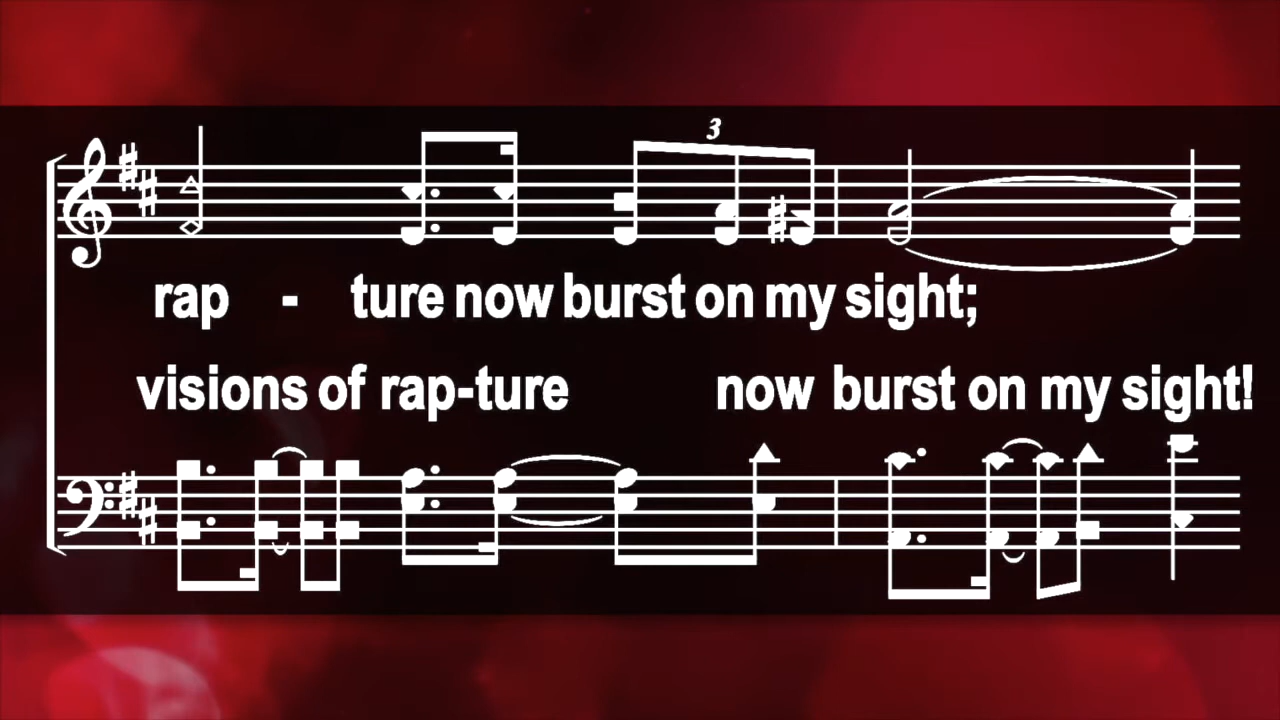 3
rap - ture now burst on my sight;
visions of rap-ture now burst on my sight!